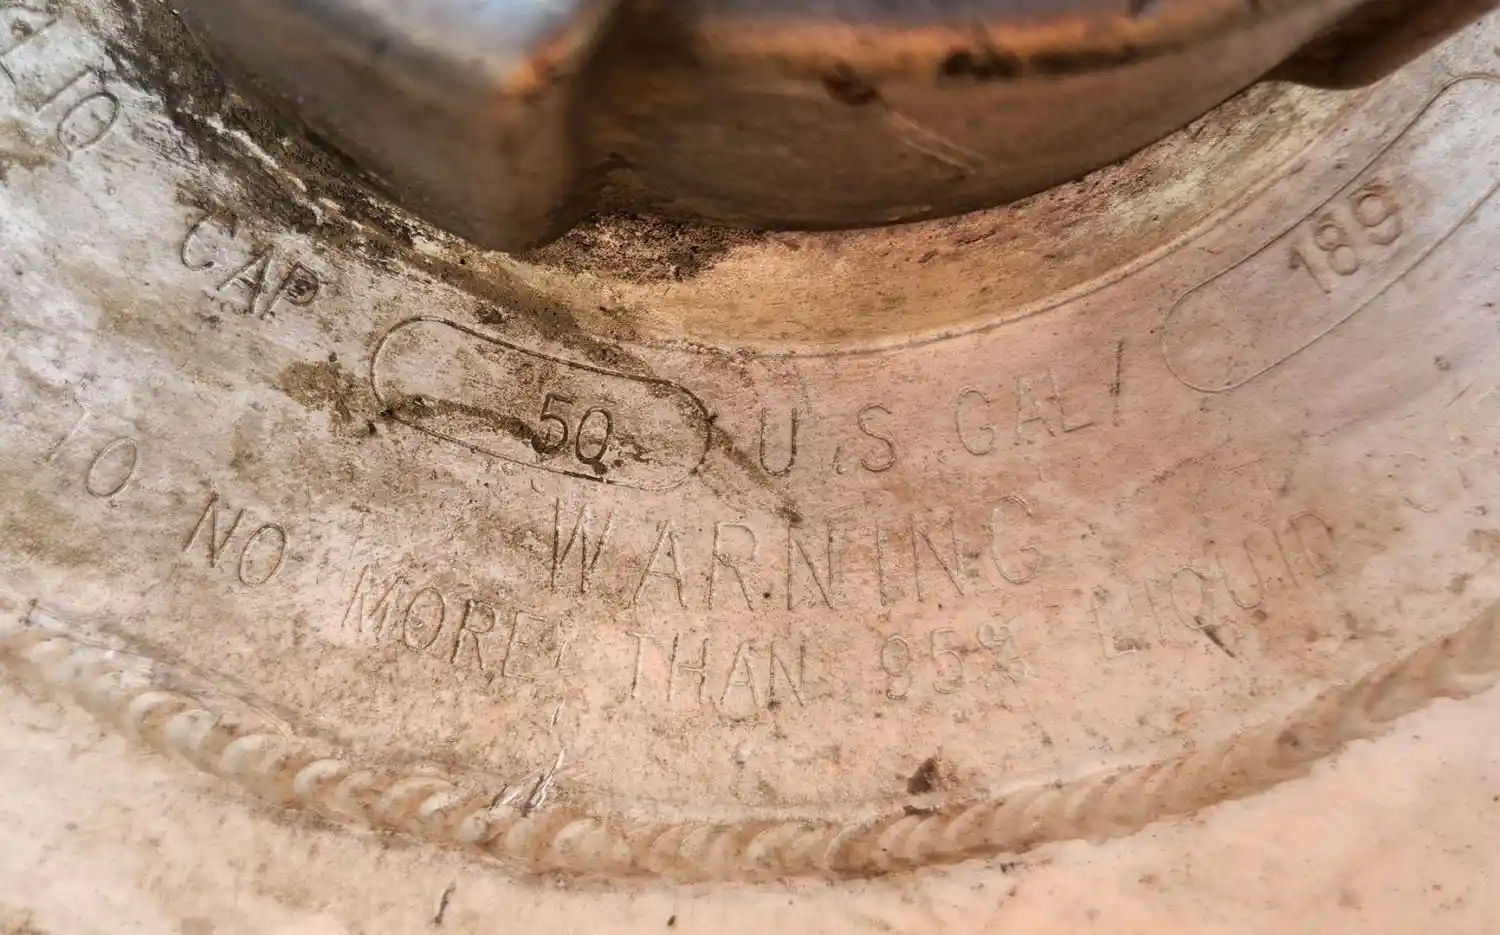 CAP 50 U.S GAL / 189
WARNING
TO NO MORE THAN 95% LIQUID